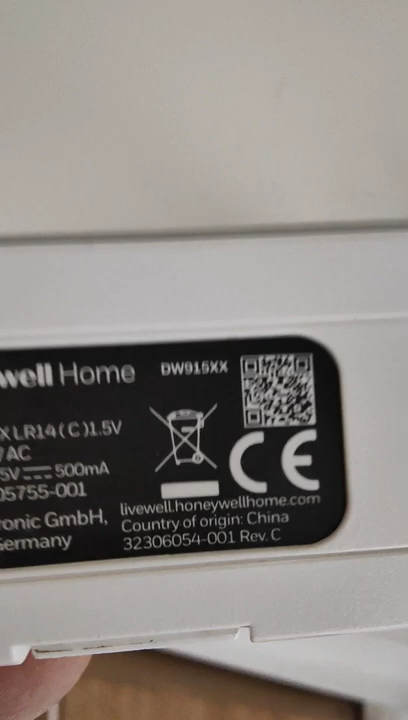 well Home DW915XX
X LR14 ( C )1.5V
AC
5V 500mA
05755-001
ronic GmbH,
Germany
livewell.honeywellhome.com
Country of origin: China
32306054-001 Rev. C
CE